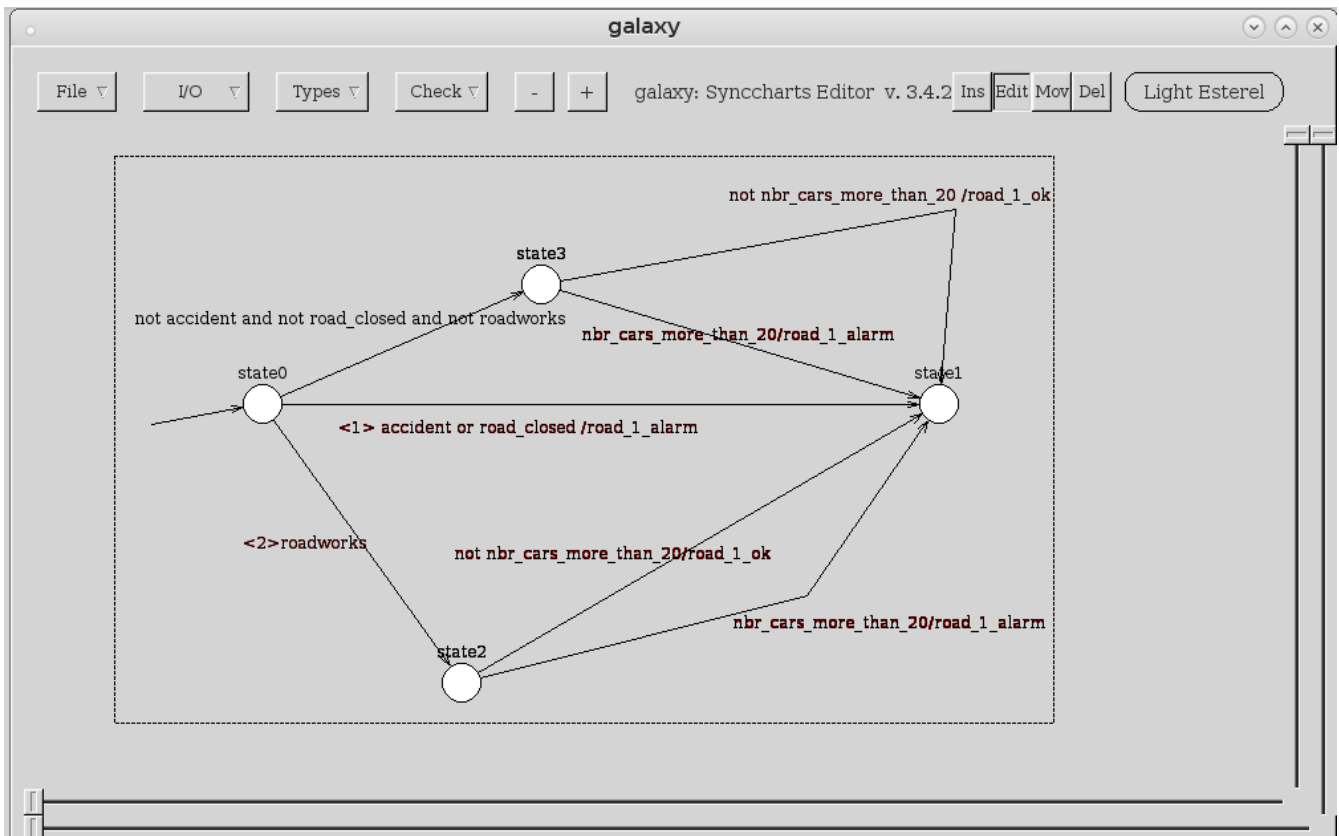 galaxy
File I/O Types Check - + galaxy: Synccharts Editor v. 3.4.2 Ins Edit Mov Del Light Esterel
not nbr_cars_more_than_20 /road_1_ok
state3
not accident and not road_closed and not roadworks
nbr_cars_more_than_20/road_1_alarm
state0
state1
<1> accident or road_closed /road_1_alarm
<2>roadworks
not nbr_cars_more_than_20/road_1_ok
nbr_cars_more_than_20/road_1_alarm
state2